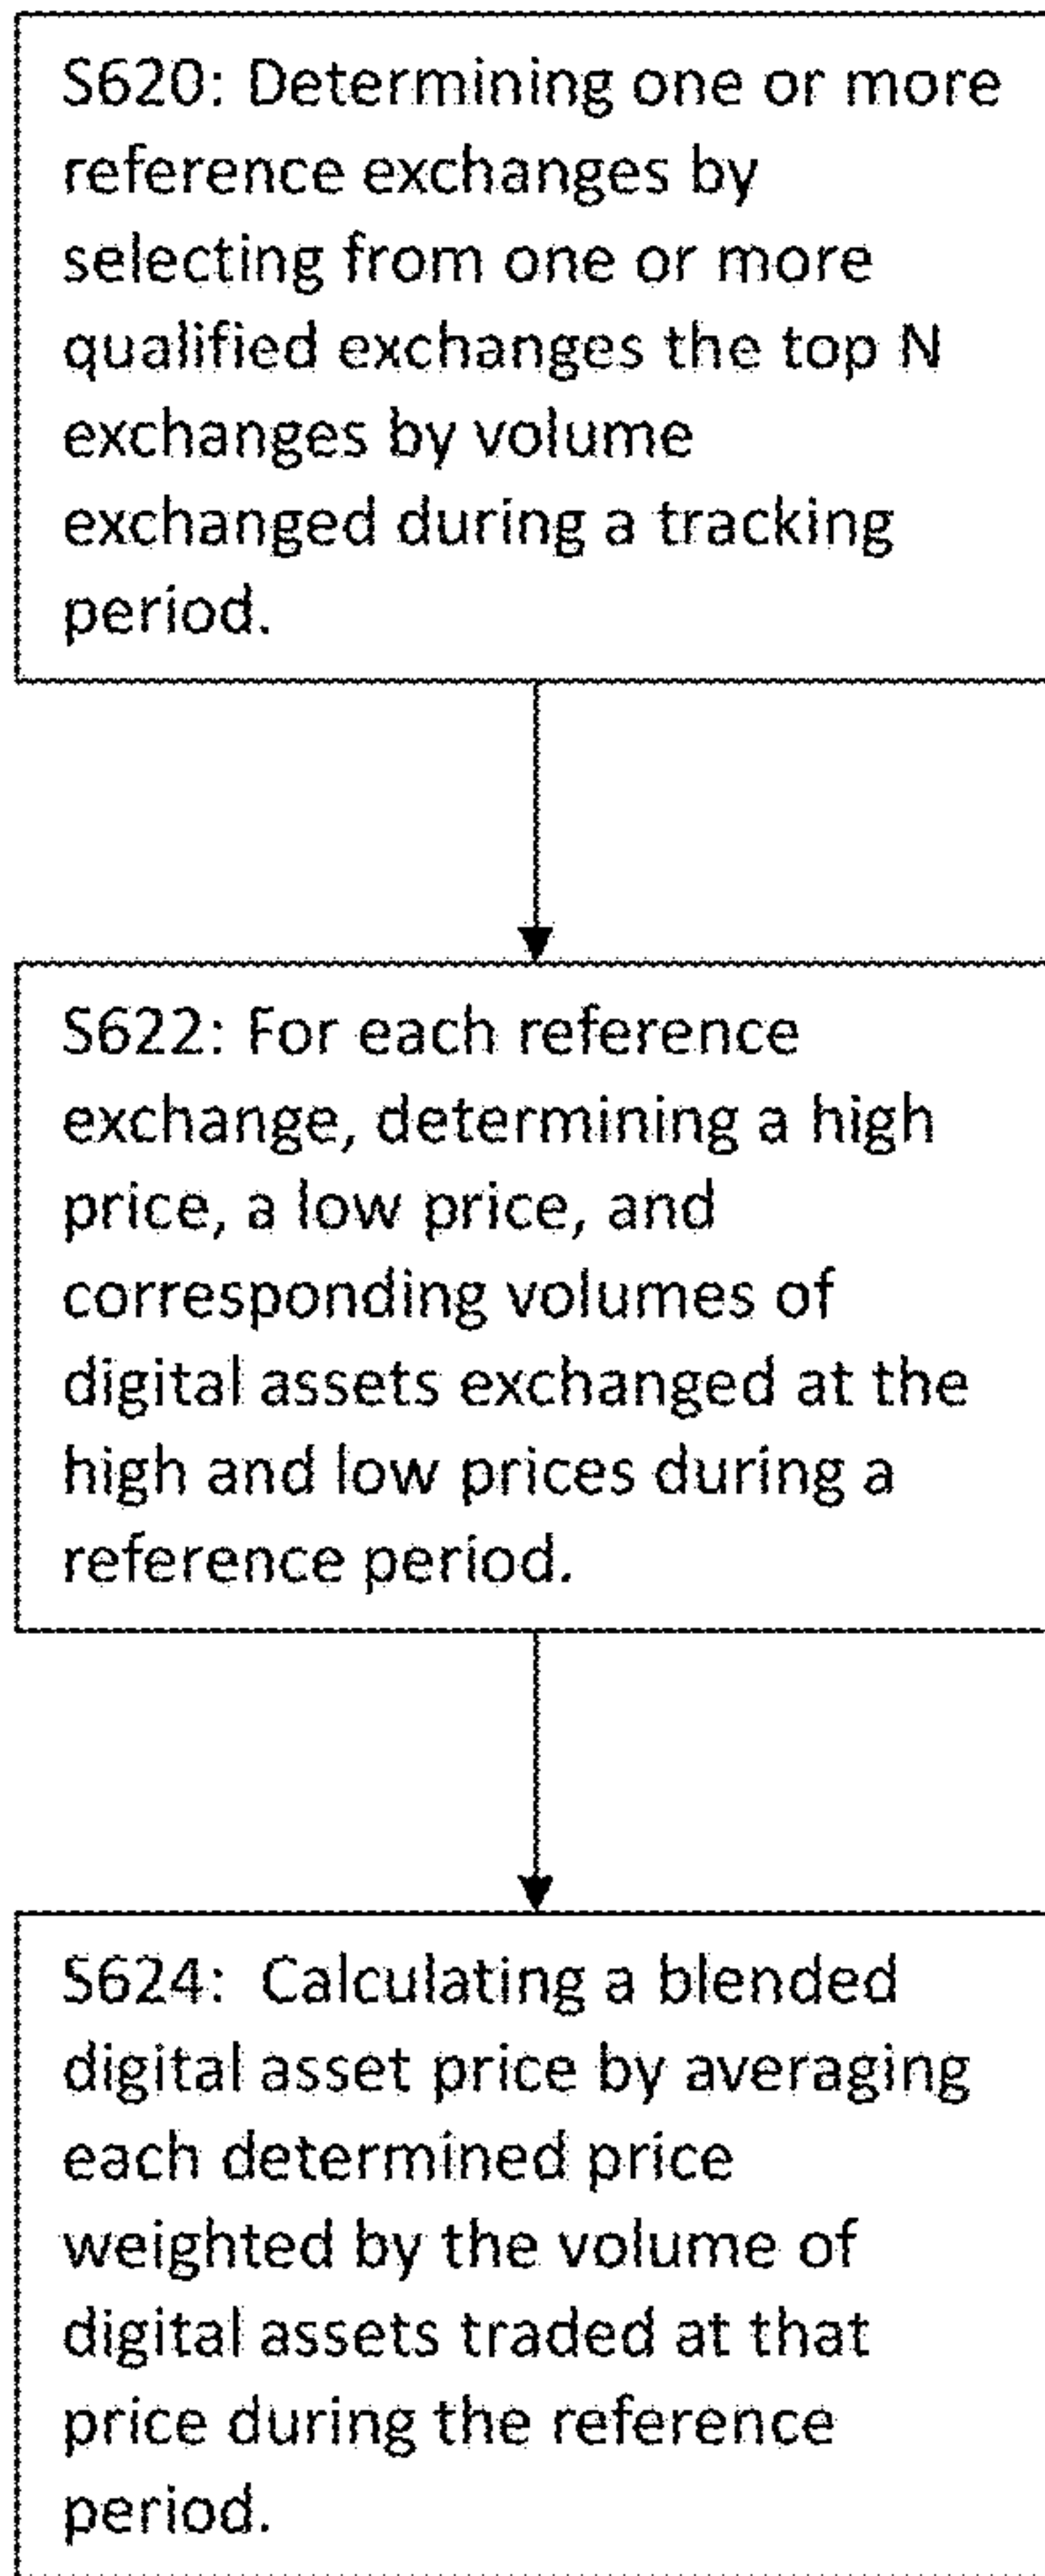 S620: Determining one or more
reference exchanges by
selecting from one or more
qualified exchanges the top N
exchanges by volume
exchanged during a tracking
period.
S622: For each reference
exchange, determining a high
price, a low price, and
corresponding volumes of
digital assets exchanged at the
high and low prices during a
reference period.
S624: Calculating a blended
digital asset price by averaging
each determined price
weighted by the volume of
digital assets traded at that
price during the reference
period.